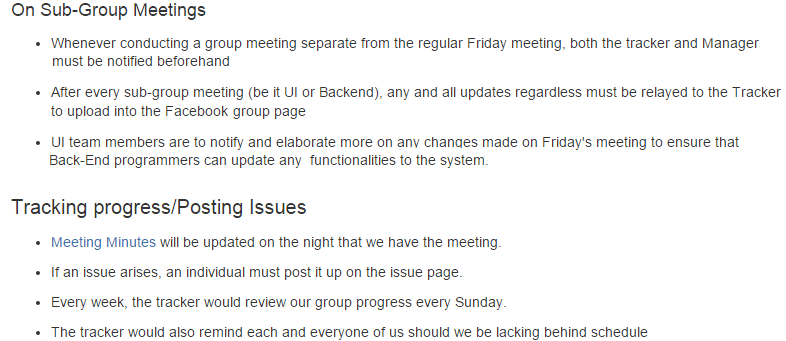 On Sub-Group Meetings
• Whenever conducting a group meeting separate from the regular Friday meeting, both the tracker and Manager
must be notified beforehand
• After every sub-group meeting (be it UI or Backend), any and all updates regardless must be relayed to the Tracker
to upload into the Facebook group page
• UI team members are to notify and elaborate more on any changes made on Friday's meeting to ensure that
Back-End programmers can update any functionalities to the system.
Tracking progress/Posting Issues
• Meeting Minutes will be updated on the night that we have the meeting.
• If an issue arises, an individual must post it up on the issue page.
• Every week, the tracker would review our group progress every Sunday.
• The tracker would also remind each and everyone of us should we be lacking behind schedule